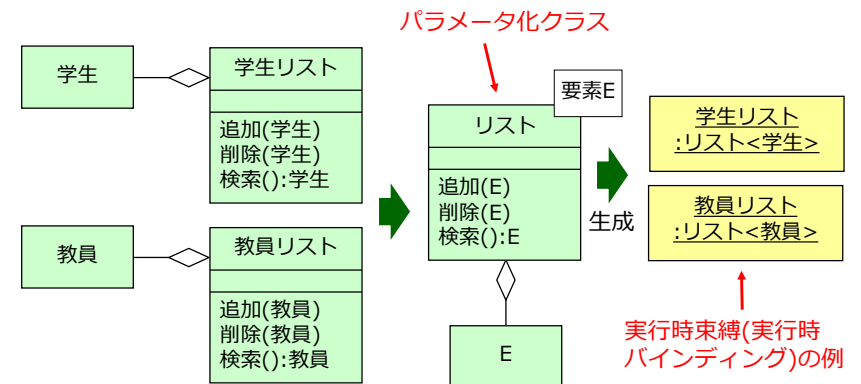 パラメータ化クラス
学生
学生リスト
追加(学生)
削除(学生)
検索():学生
教員
教員リスト
追加(教員)
削除(教員)
検索():教員
要素E
リスト
追加(E)
削除(E)
検索():E
E
生成
学生リスト
:リスト<学生>
教員リスト
:リスト<教員>
実行時束縛(実行時
バインディング)の例